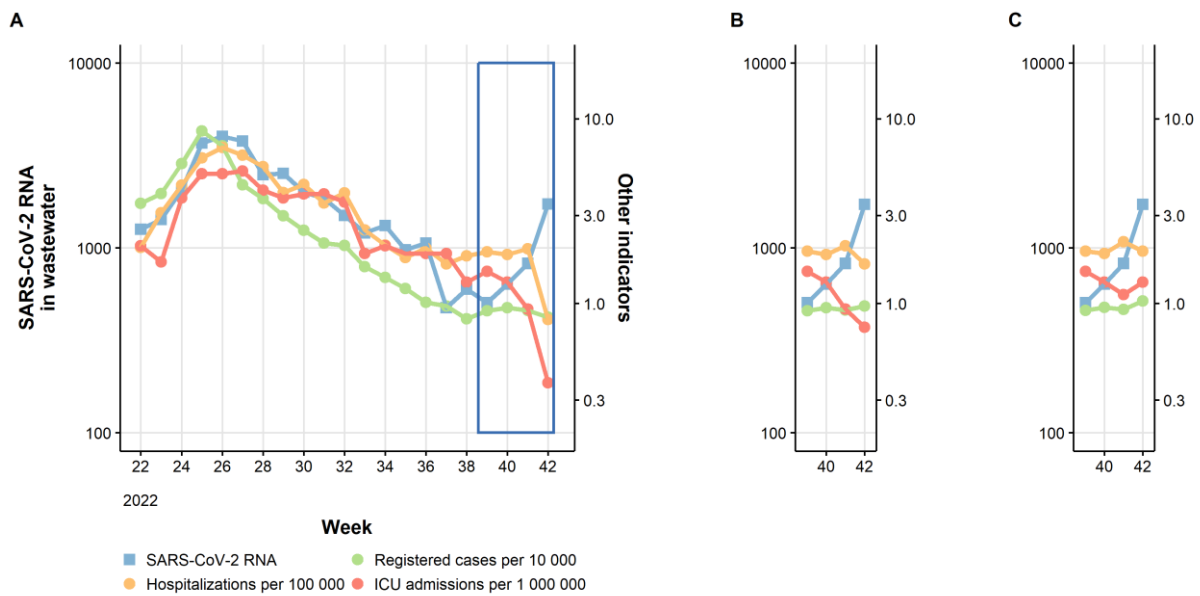 A
B
C
10000
1000
100
SARS-CoV-2 RNA
in wastewater
10.0
3.0
1.0
0.3
Other indicators
22 24 26 28 30 32 34 36 38 40 42
2022
Week
10000
1000
100
10.0
3.0
1.0
0.3
40 42
10000
1000
100
10.0
3.0
1.0
0.3
40 42
SARS-CoV-2 RNA
Registered cases per 10 000
Hospitalizations per 100 000
ICU admissions per 1 000 000